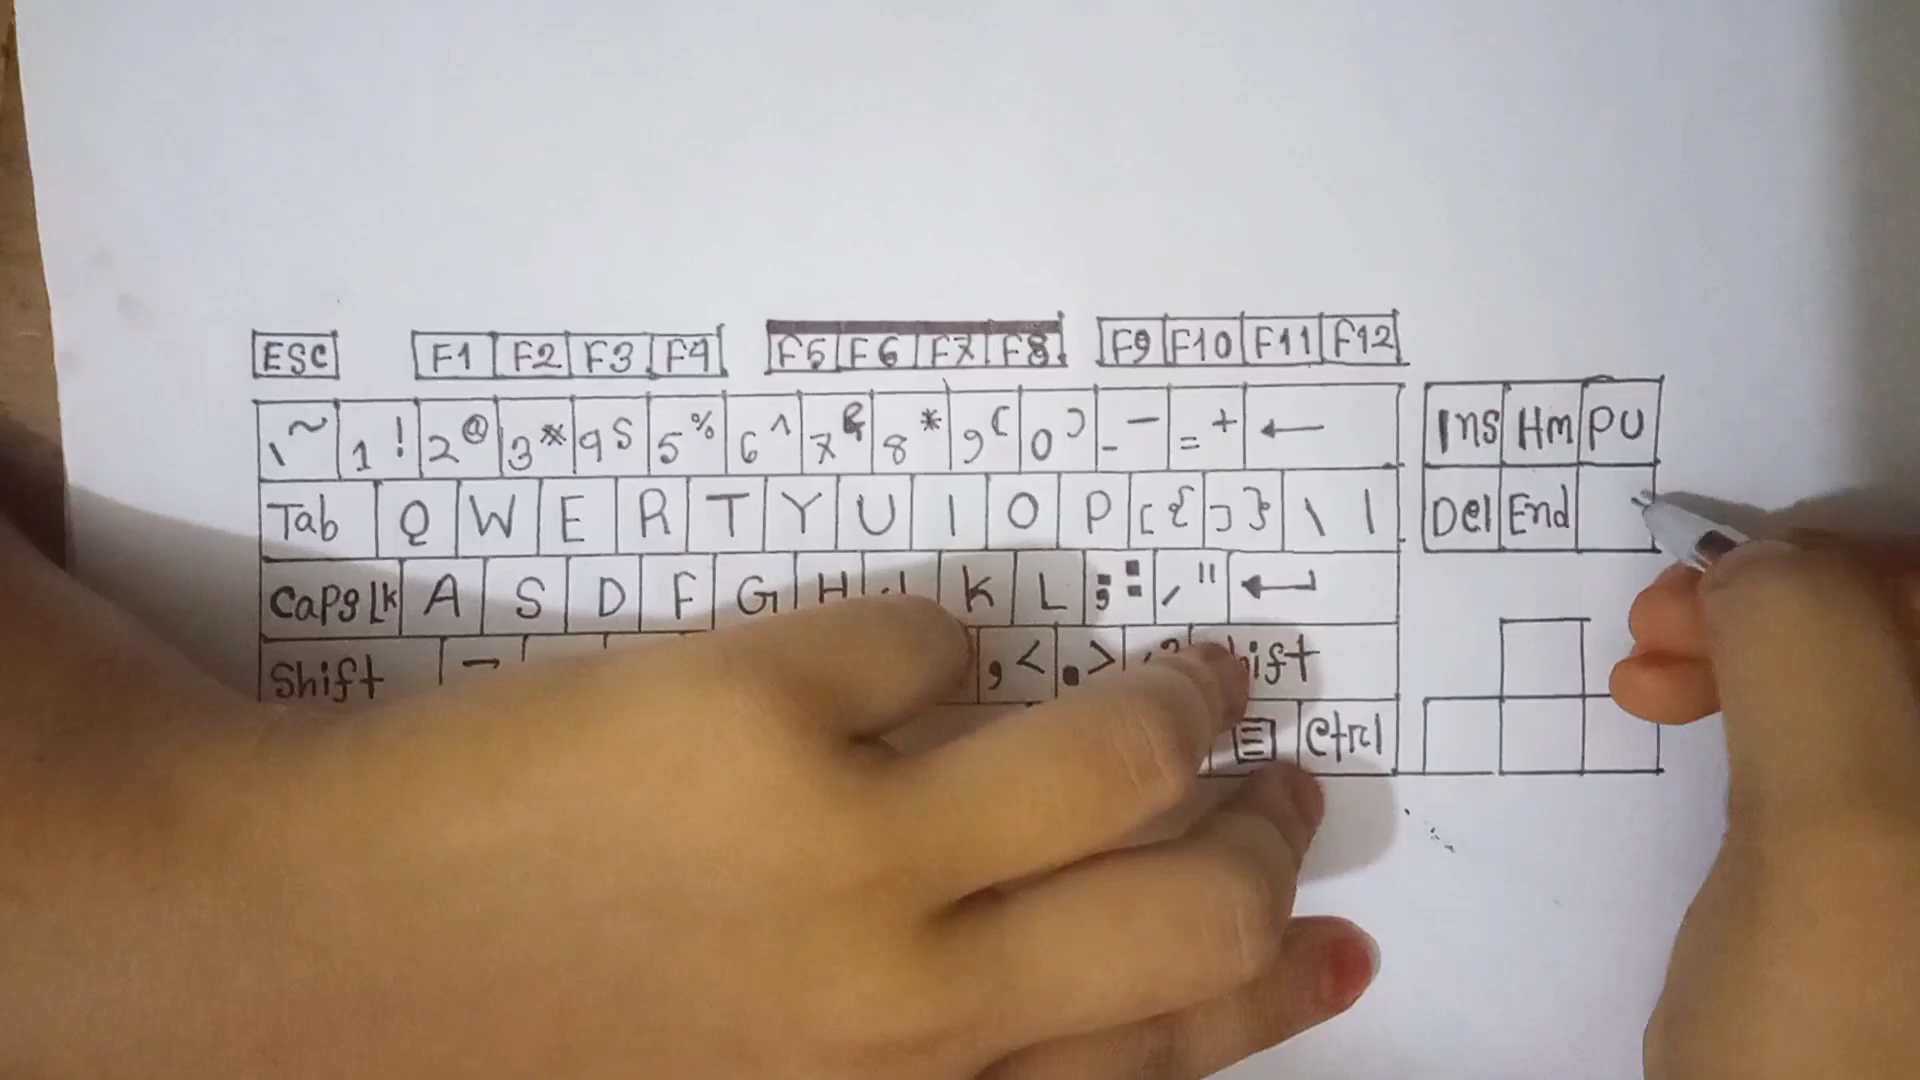 ESC F1 F2 F3 F4 F5 F6 F7 F8 F9 F10 F11 F12
\ ~ 1 ! 2 @ 3 * 9 S 5 % 6 ^ 7 & 8 * 9 ( 0 ) - — = + ← Ins Hm PU
Tab Q W E R T Y U I O P [ { ] } \ | Del End
Caps Lk A S D F G H K L ; : , " ↵
Shift , < . >
Ctrl